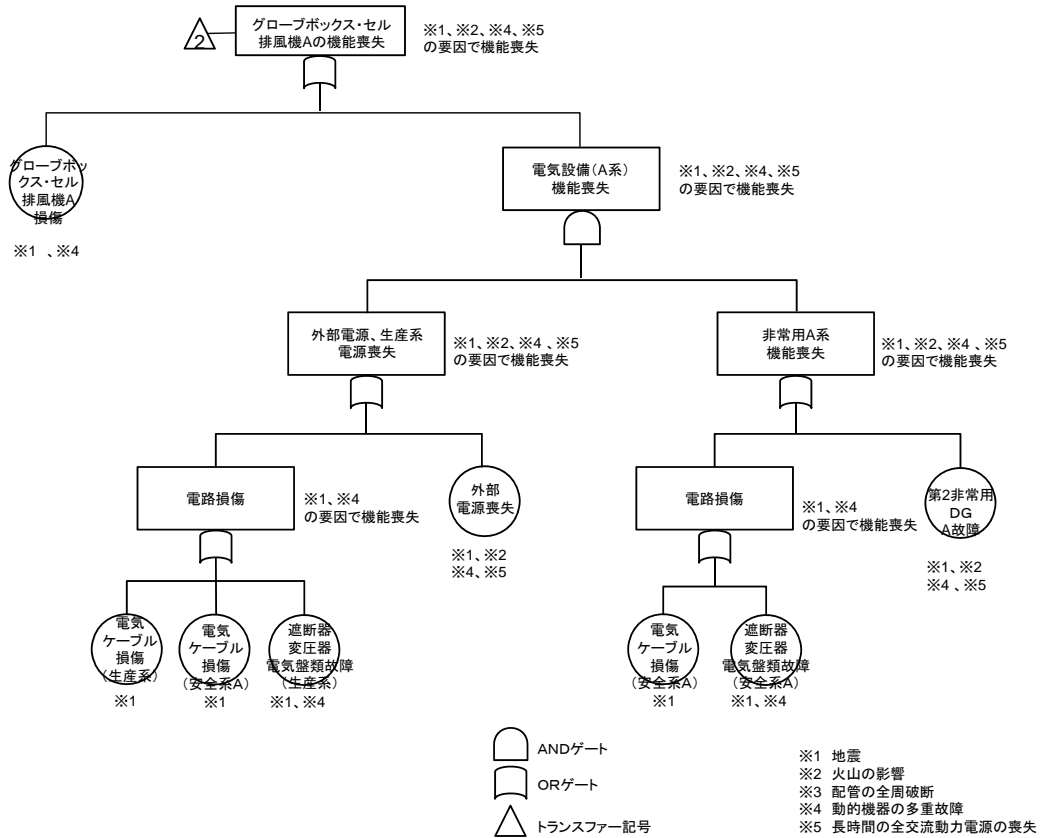 2
グローブボックス・セル
排風機Aの機能喪失
※1、※2、※4、※5
の要因で機能喪失
グローブボッ
クス・セル
排風機A
損傷
※1 、※4
電気設備(A系)
機能喪失
※1、※2、※4、※5
の要因で機能喪失
外部電源、生産系
電源喪失
※1、※2、※4 、※5
の要因で機能喪失
非常用A系
機能喪失
※1、※2、※4 、※5
の要因で機能喪失
電路損傷
※1、※4
の要因で機能喪失
外部
電源喪失
※1、※2
※4、※5
電路損傷
※1、※4
の要因で機能喪失
第2非常用
DG
A故障
※1、※2
※4 、※5
電気
ケーブル
損傷
(生産系)
※1
電気
ケーブル
損傷
(安全系A)
※1
遮断器
変圧器
電気盤類故障
(生産系)
※1、※4
電気
ケーブル
損傷
(安全系A)
※1
遮断器
変圧器
電気盤類故障
(安全系A)
※1、※4
ANDゲート
ORゲート
トランスファー記号
※1 地震
※2 火山の影響
※3 配管の全周破断
※4 動的機器の多重故障
※5 長時間の全交流動力電源の喪失